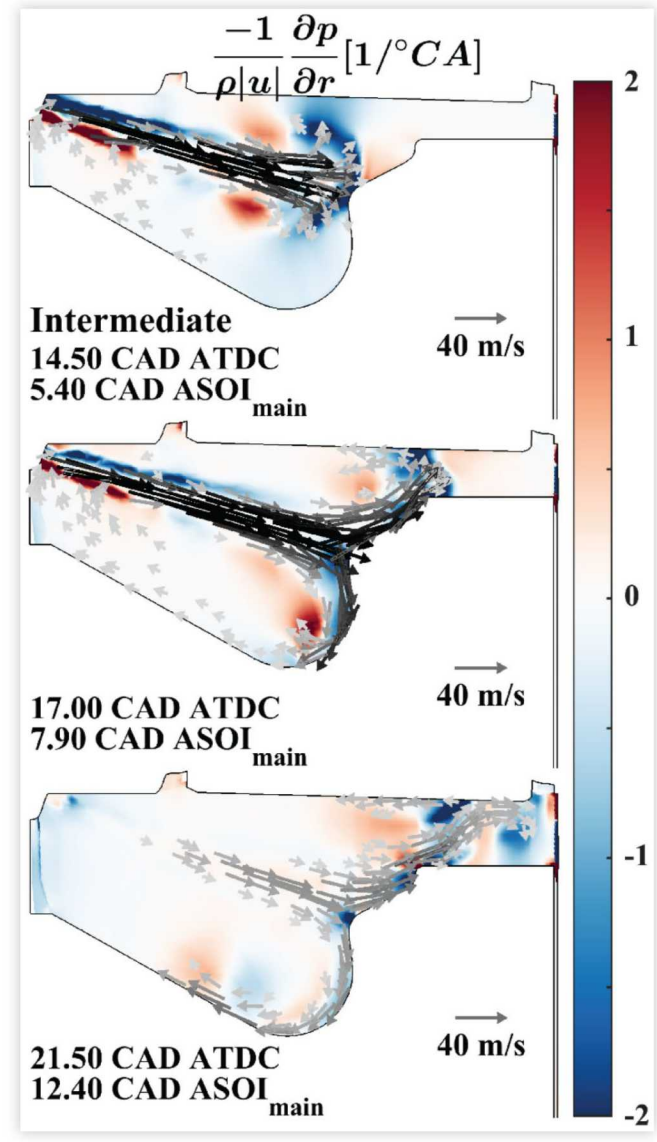 −1/ρ|u| ∂p/∂r [1/°CA]
2
1
0
-1
-2
Intermediate
14.50 CAD ATDC
5.40 CAD ASOImain
40 m/s
17.00 CAD ATDC
7.90 CAD ASOImain
40 m/s
21.50 CAD ATDC
12.40 CAD ASOImain
40 m/s